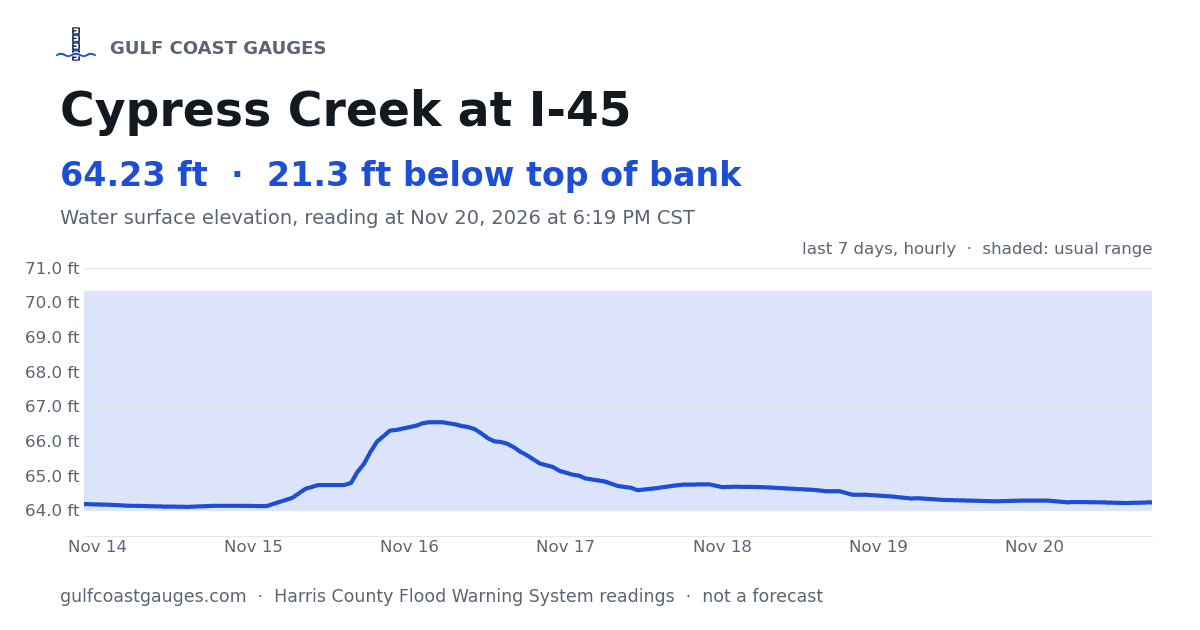 GULF COAST GAUGES
Cypress Creek at I-45
64.23 ft · 21.3 ft below top of bank
Water surface elevation, reading at Nov 20, 2026 at 6:19 PM CST
last 7 days, hourly · shaded: usual range
71.0 ft
70.0 ft
69.0 ft
68.0 ft
67.0 ft
66.0 ft
65.0 ft
64.0 ft
Nov 14 Nov 15 Nov 16 Nov 17 Nov 18 Nov 19 Nov 20
gulfcoastgauges.com · Harris County Flood Warning System readings · not a forecast